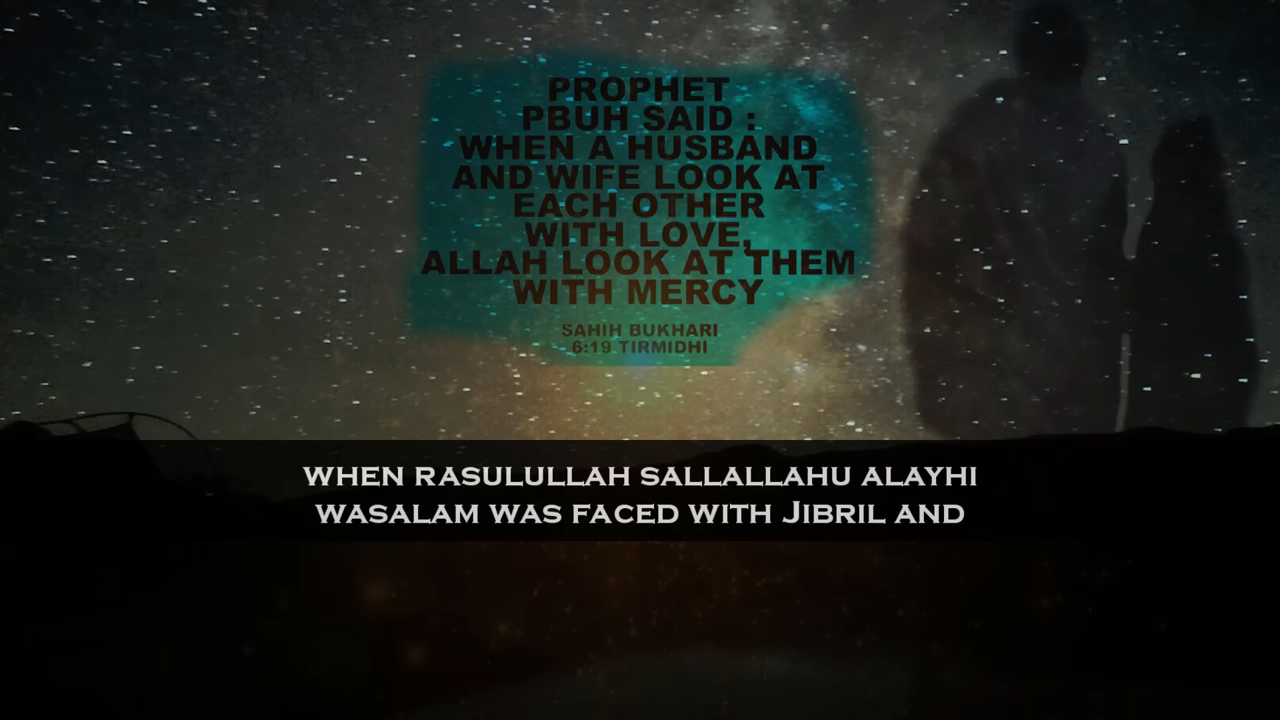 PROPHET
PBUH SAID :
WHEN A HUSBAND
AND WIFE LOOK AT
EACH OTHER
WITH LOVE,
ALLAH LOOK AT THEM
WITH MERCY
SAHIH BUKHARI
6:19 TIRMIDHI
WHEN RASULULLAH SALLALLAHU ALAYHI
WASALAM WAS FACED WITH JIBRIL AND